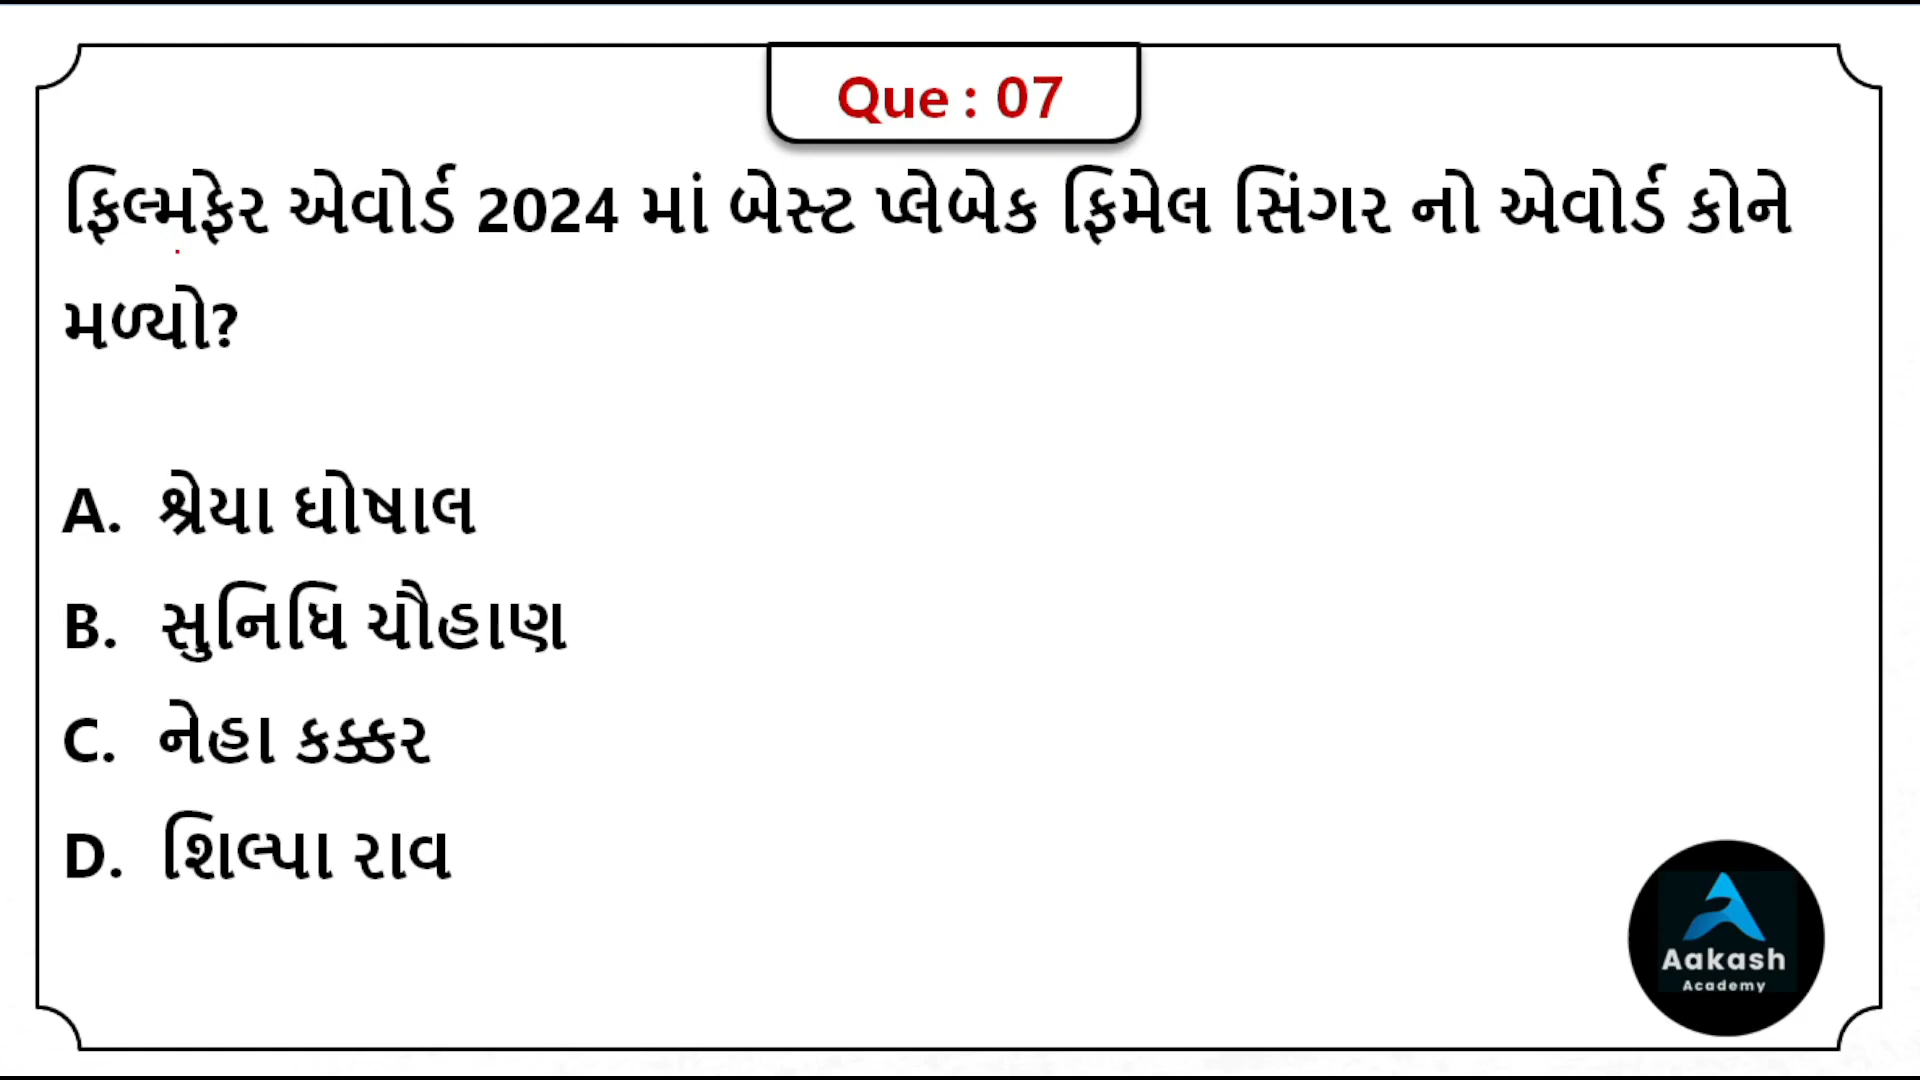 Que : 07
ફિલ્મફેર એવોર્ડ 2024 માં બેસ્ટ પ્લેબેક ફિમેલ સિંગર નો એવોર્ડ કોને
મળ્યો?
A. શ્રેયા ઘોષાલ
B. સુનિધિ ચૌહાણ
C. નેહા કક્કર
D. શિલ્પા રાવ
Aakash
Academy